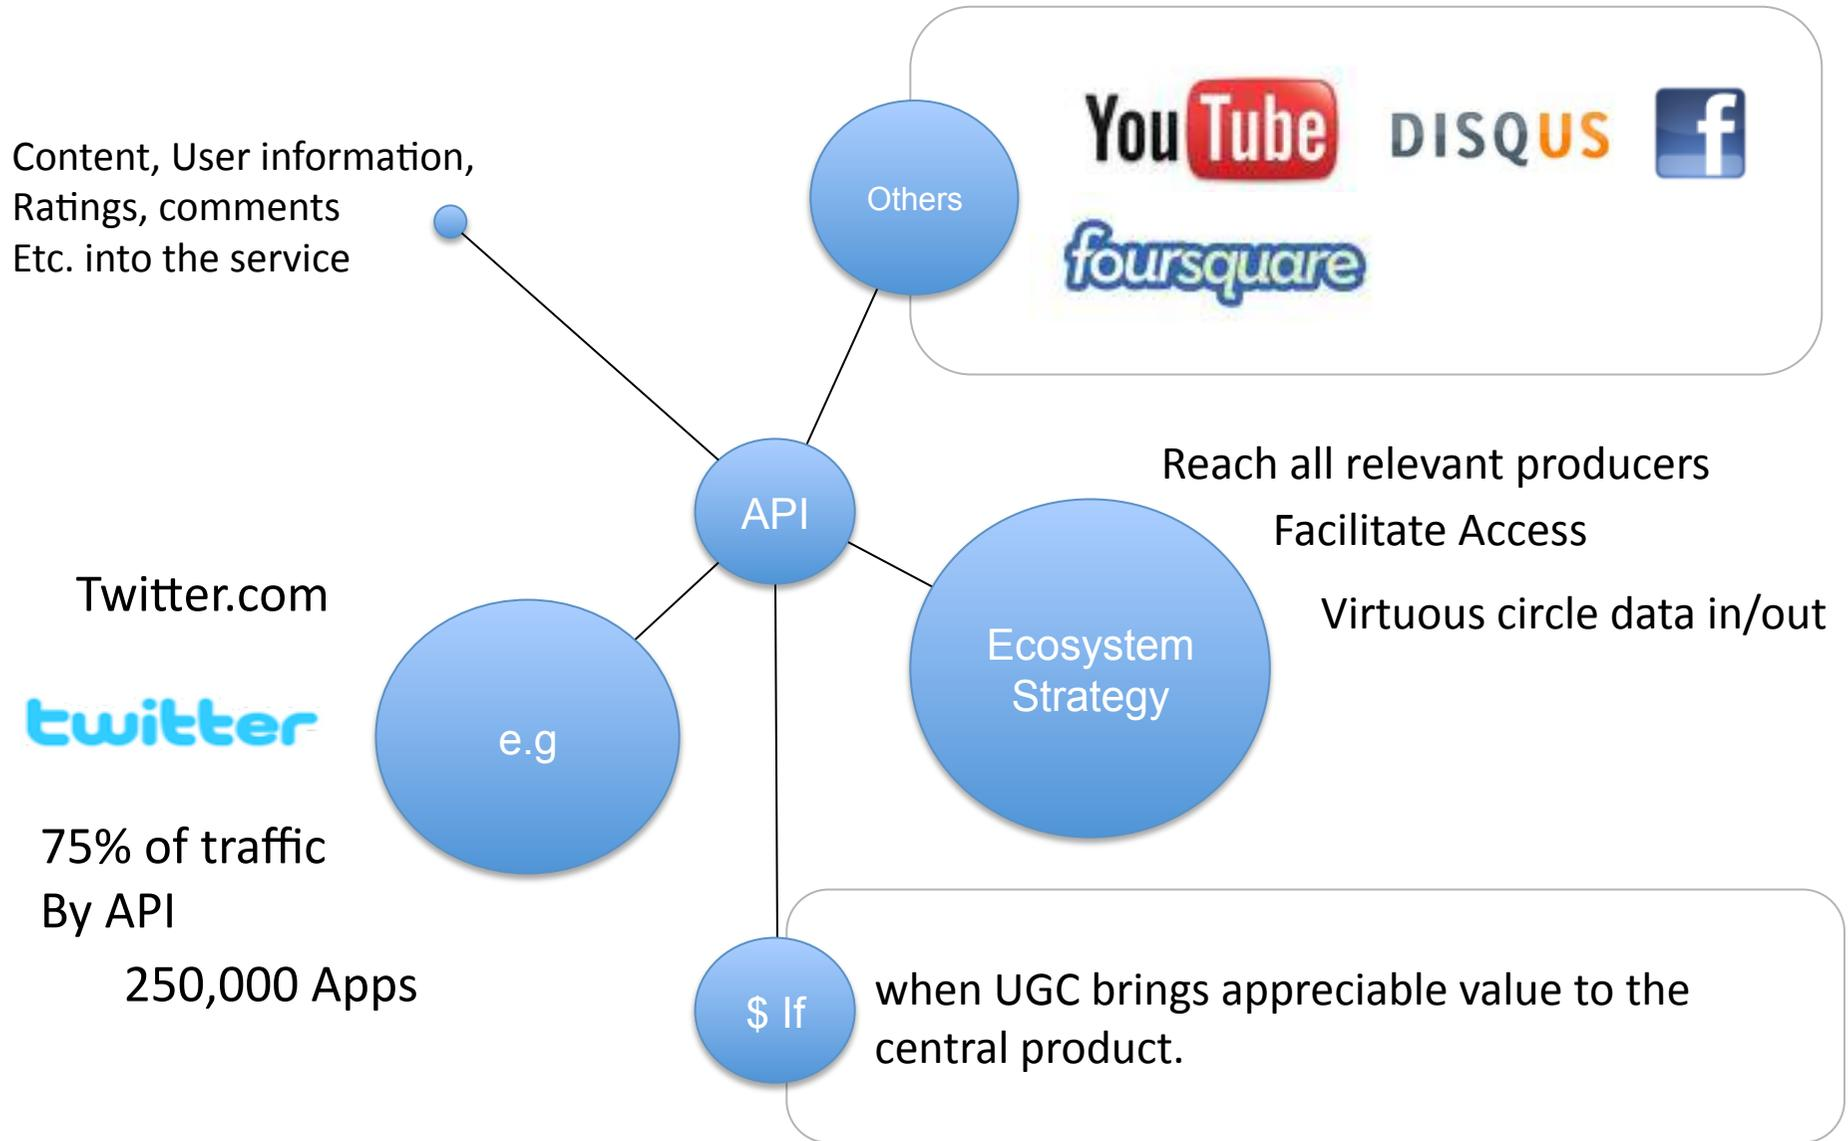 Content, User information,
Ratings, comments
Etc. into the service
Others
YouTube
DISQUS
f
foursquare
API
Reach all relevant producers
Facilitate Access
Virtuous circle data in/out
Ecosystem
Strategy
Twitter.com
twitter
e.g
75% of traffic
By API
250,000 Apps
$ If
when UGC brings appreciable value to the
central product.